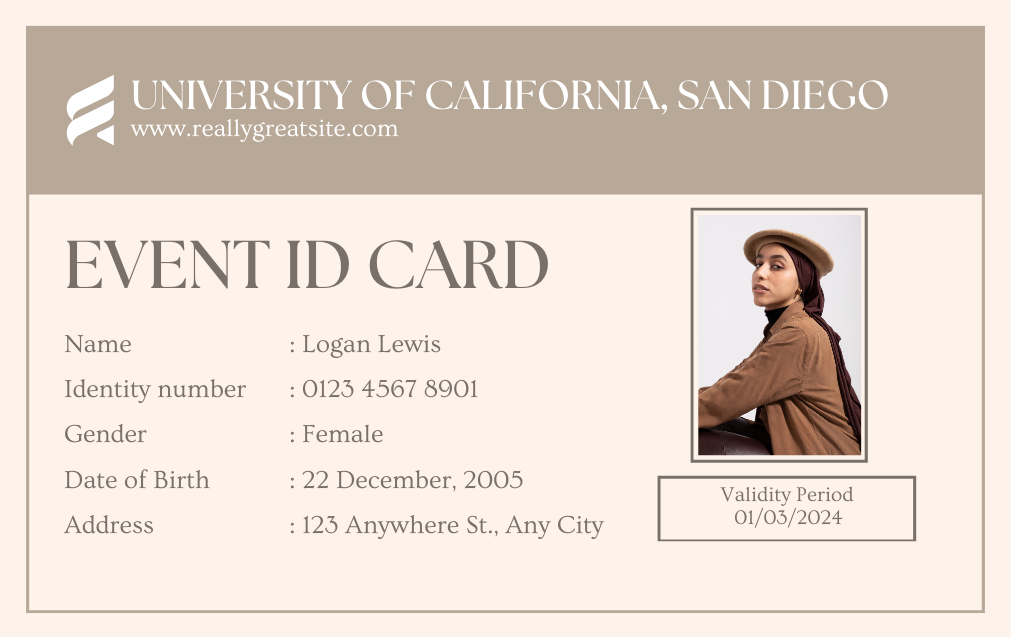 UNIVERSITY OF CALIFORNIA, SAN DIEGO
www.reallygreatsite.com
EVENT ID CARD
Name : Logan Lewis
Identity number : 0123 4567 8901
Gender : Female
Date of Birth : 22 December, 2005
Address : 123 Anywhere St., Any City
Validity Period
01/03/2024